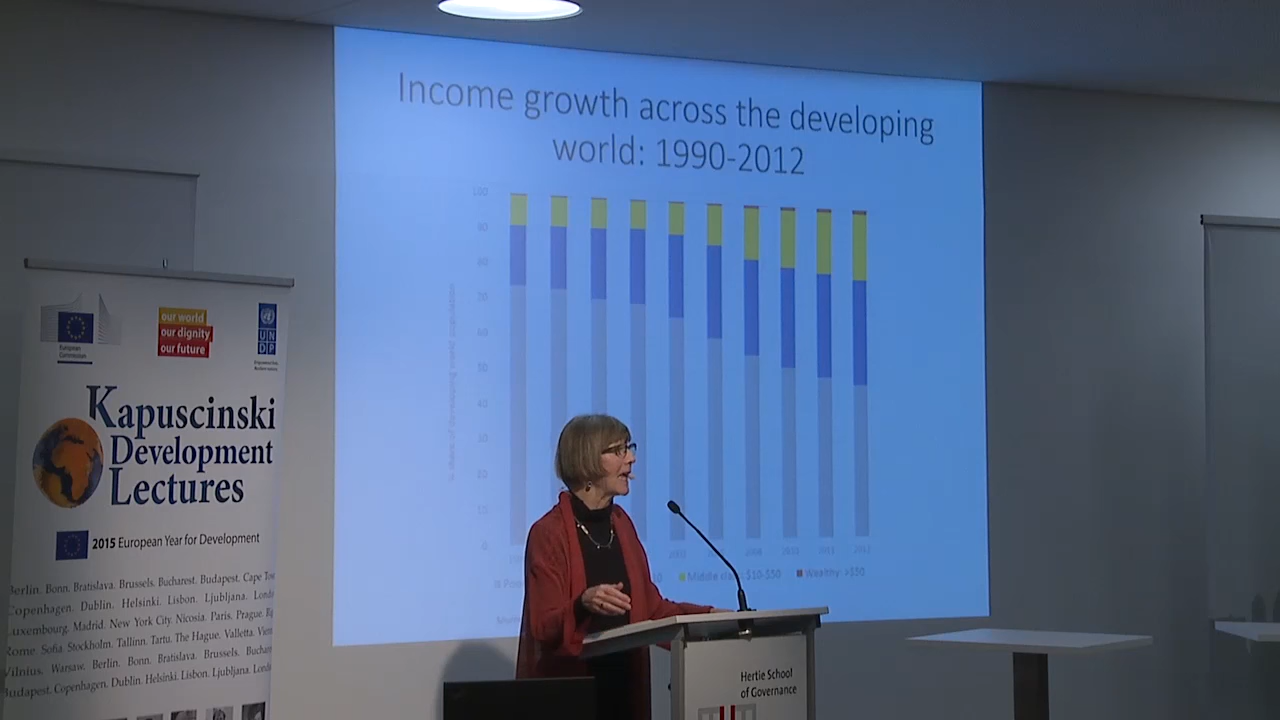 Income growth across the developing
world: 1990-2012
100
90
80
70
60
50
40
30
20
10
0
2012
Middle class $10-$50
Wealthy: >$50
European
Commission
our world
our dignity
our future
U N
D P
Kapuscinski
Development
Lectures
2015 European Year for Development
Berlin. Bonn. Bratislava. Brussels. Bucharest. Budapest. Cape
Copenhagen. Dublin. Helsinki. Lisbon. Ljubljana.
Luxembourg. Madrid. New York City. Nicosia. Paris. Prague.
Rome. Sofia. Stockholm. Tallinn. Tartu. The Hague. Valletta.
Vilnius. Warsaw. Berlin. Bonn. Bratislava. Brussels.
Budapest. Copenhagen. Dublin. Helsinki. Lisbon. Ljubljana.
Hertie School
of Governance